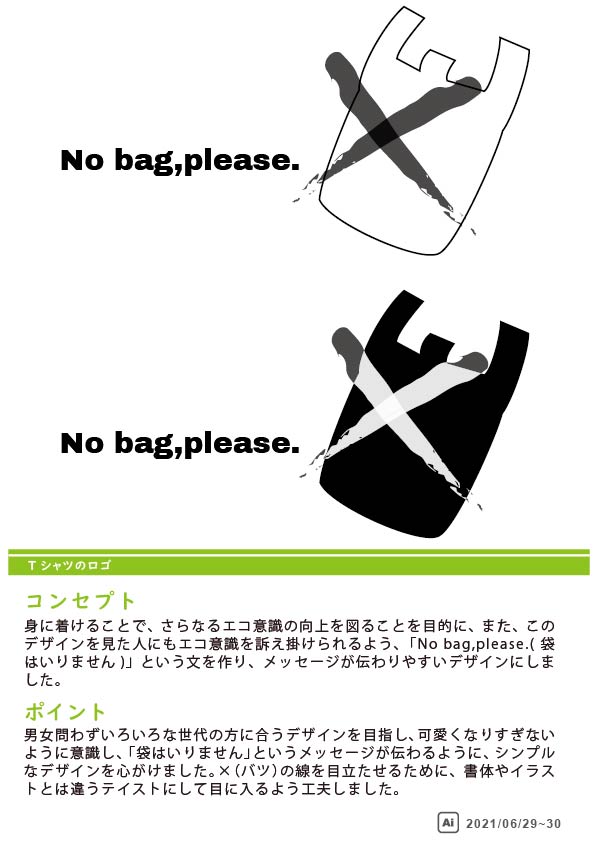 No bag,please.
No bag,please.
Tシャツのロゴ
コンセプト
身に着けることで、さらなるエコ意識の向上を図ることを目的に、また、この
デザインを見た人にもエコ意識を訴え掛けられるよう、「No bag,please.( 袋
はいりません )」という文を作り、メッセージが伝わりやすいデザインにしま
した。
ポイント
男女問わずいろいろな世代の方に合うデザインを目指し、可愛くなりすぎない
ように意識し、「袋はいりません」というメッセージが伝わるように、シンプル
なデザインを心がけました。×（バツ）の線を目立たせるために、書体やイラス
トとは違うテイストにして目に入るよう工夫しました。
Ai 2021/06/29~30